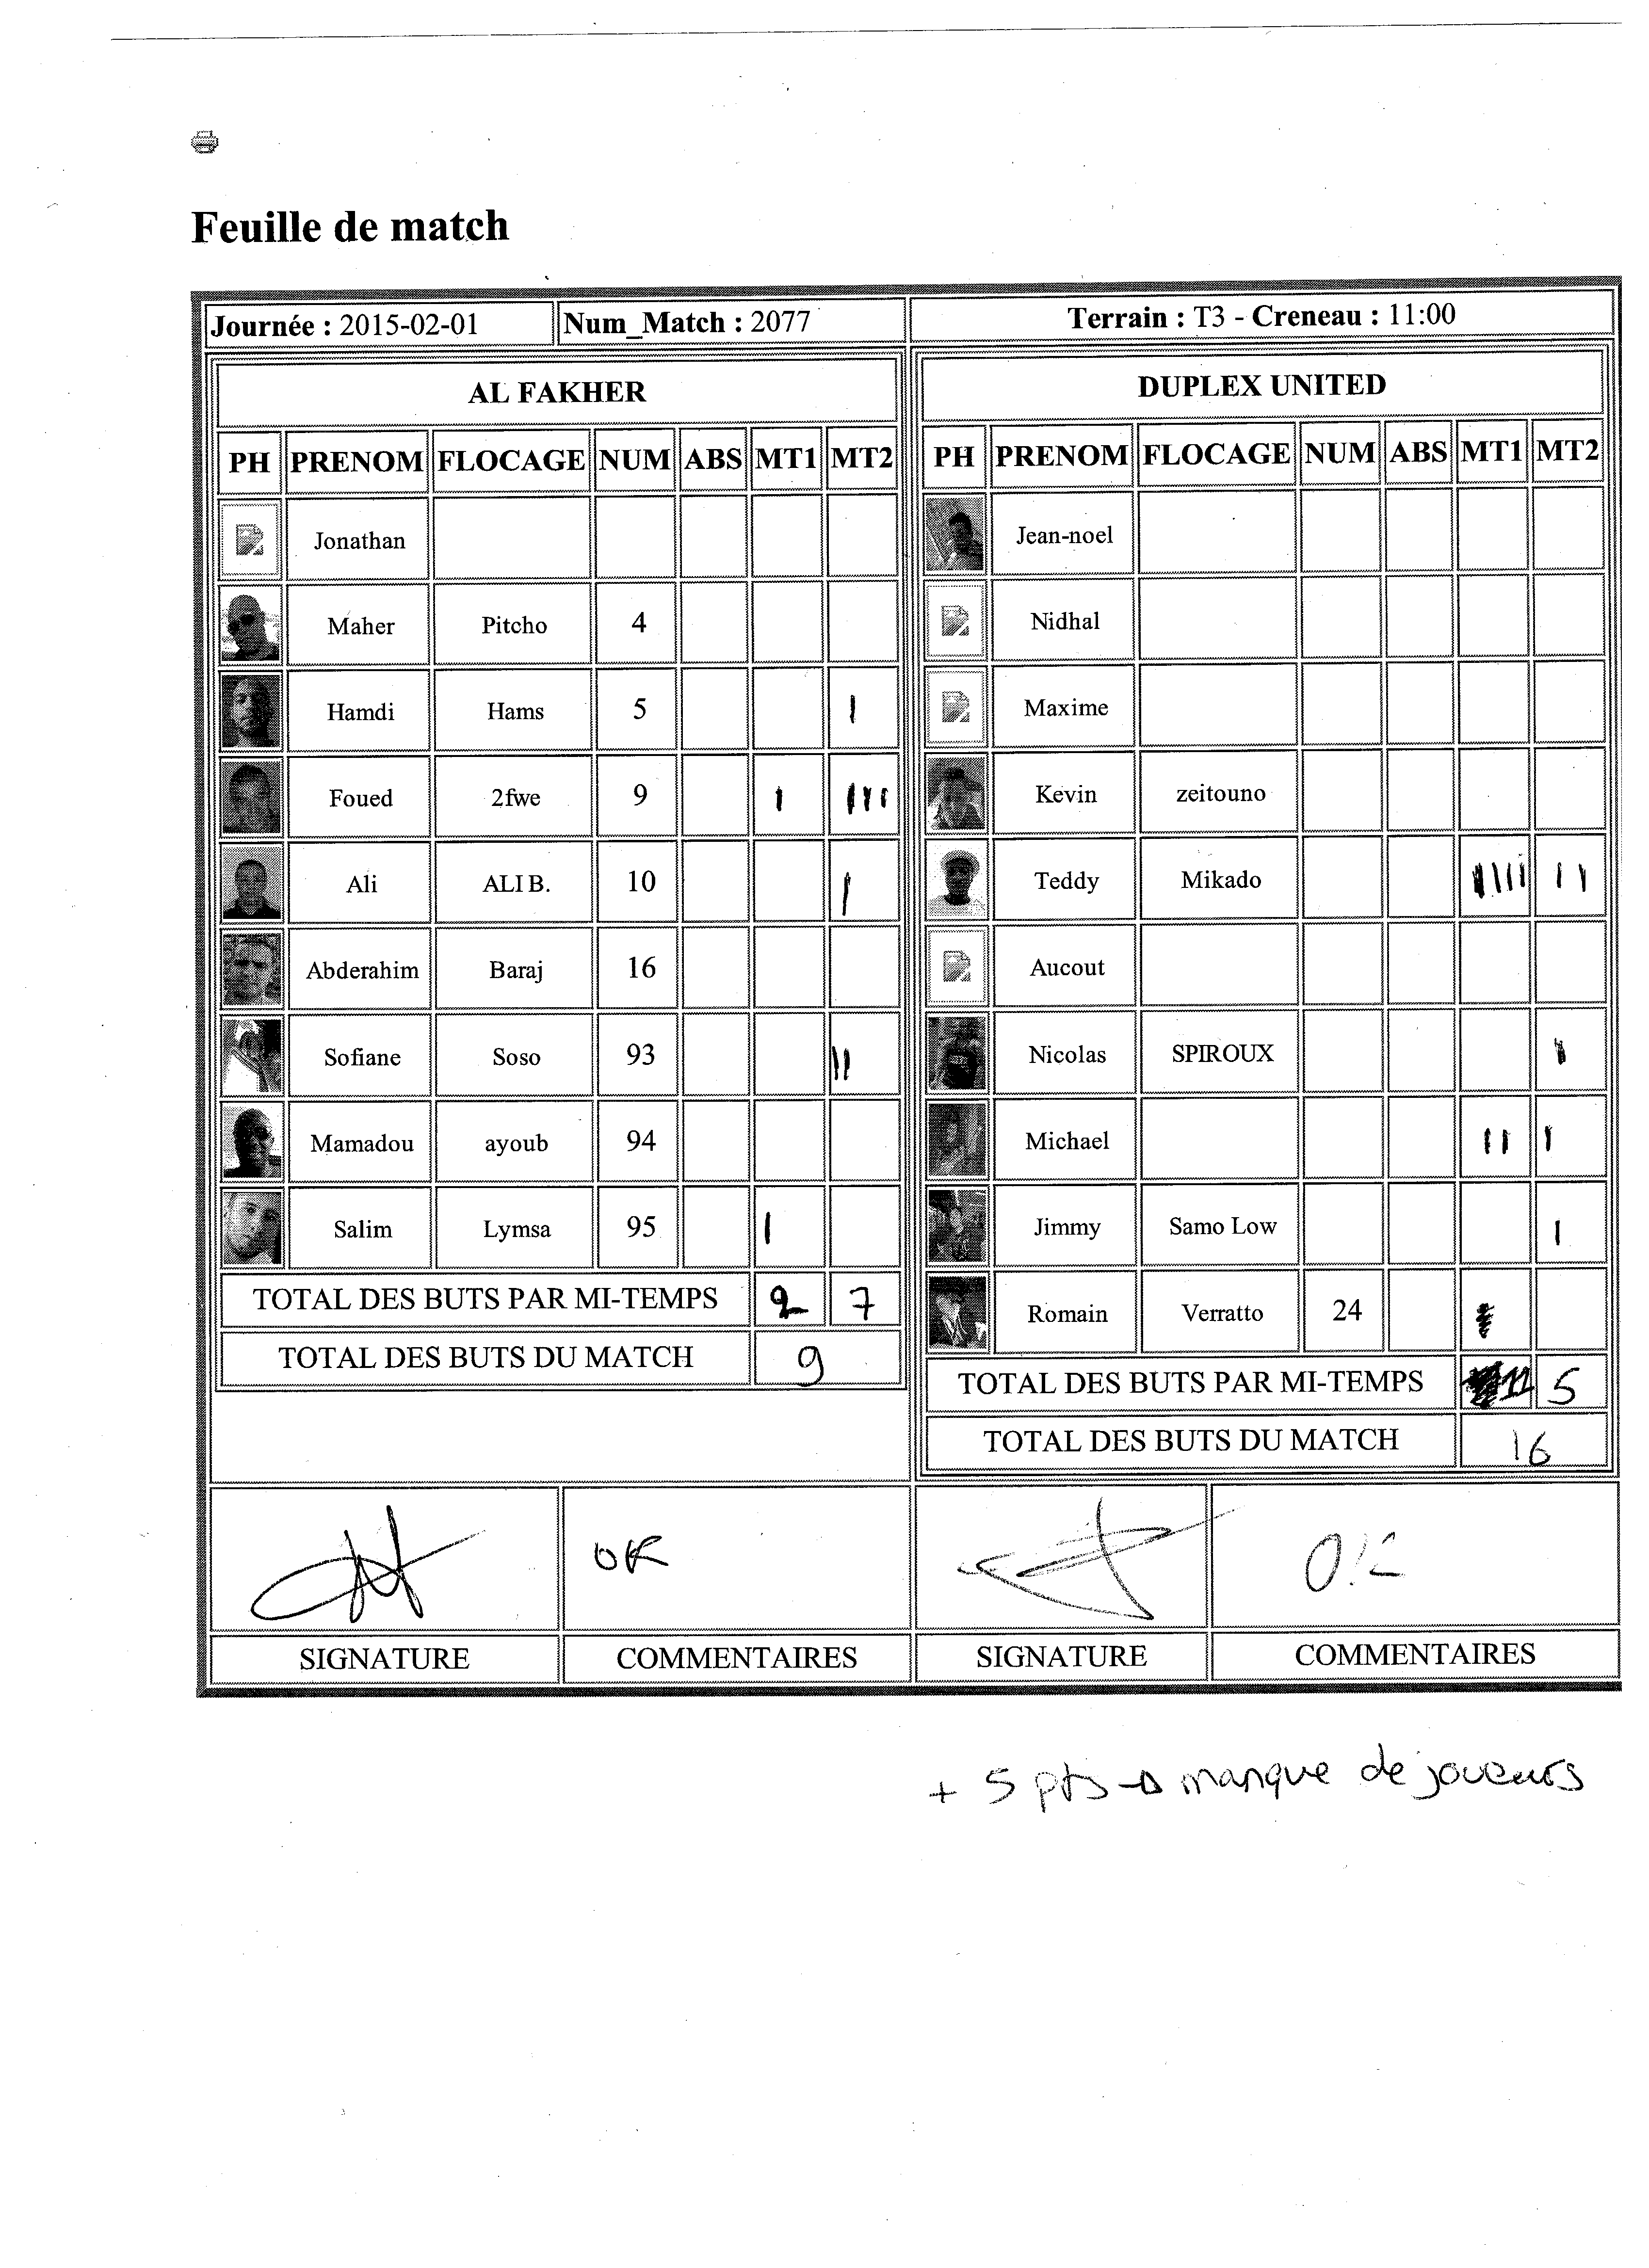 Feuille de match
Journée : 2015-02-01 Num_Match : 2077 Terrain : T3 - Creneau : 11:00
AL FAKHER
PH PRENOM FLOCAGE NUM ABS MT1 MT2
Jonathan
Maher Pitcho 4
Hamdi Hams 5 I
Foued 2fwe 9 I III
Ali ALI B. 10 I
Abderahim Baraj 16
Sofiane Soso 93 II
Mamadou ayoub 94
Salim Lymsa 95 I
TOTAL DES BUTS PAR MI-TEMPS 2 7
TOTAL DES BUTS DU MATCH 9
DUPLEX UNITED
PH PRENOM FLOCAGE NUM ABS MT1 MT2
Jean-noel
Nidhal
Maxime
Kevin zeitouno
Teddy Mikado II
Aucout
Nicolas SPIROUX
Michael II I
Jimmy Samo Low I
Romain Verratto 24
TOTAL DES BUTS PAR MI-TEMPS 11 5
TOTAL DES BUTS DU MATCH 16
OK
OK
SIGNATURE COMMENTAIRES SIGNATURE COMMENTAIRES
+ 5 pts → manque de joueurs